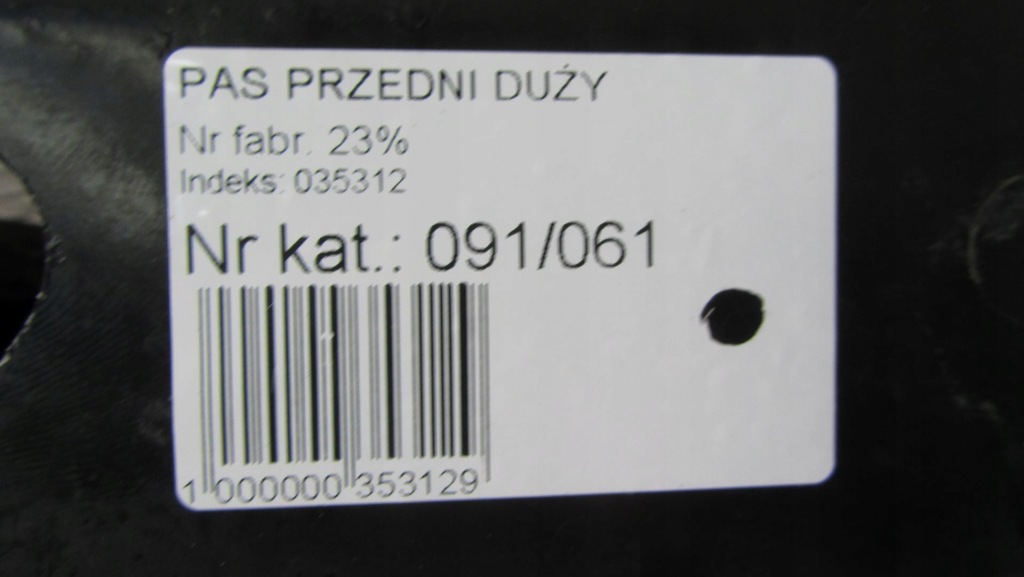 PAS PRZEDNI DUŻY
Nr fabr. 23%
Indeks: 035312
Nr kat.: 091/061
1 000000 353129